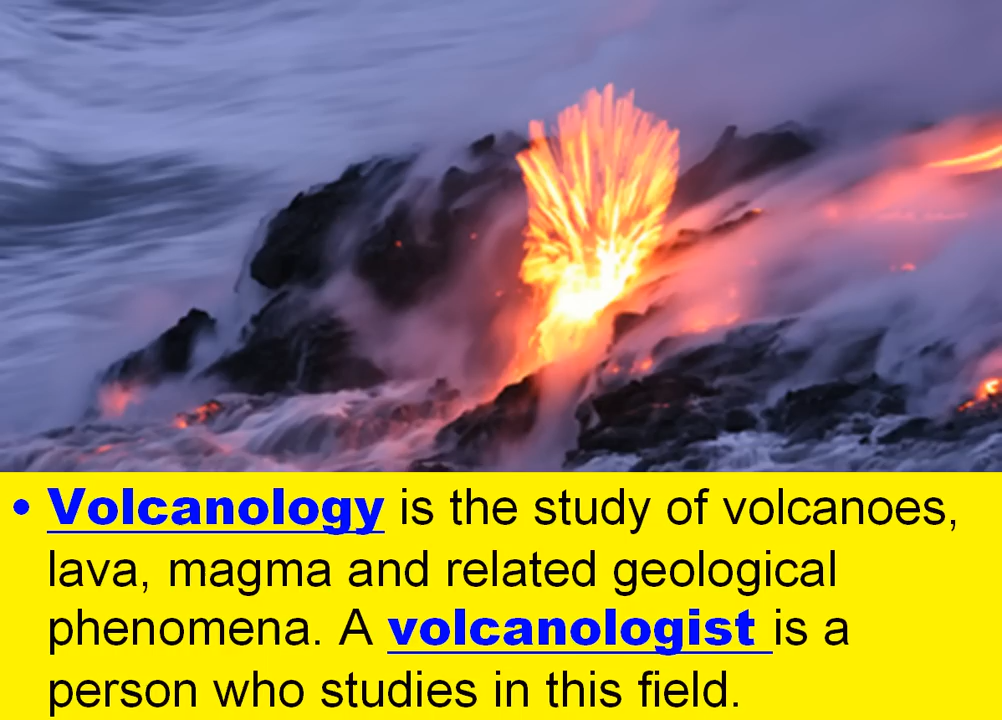 • Volcanology is the study of volcanoes,
lava, magma and related geological
phenomena. A volcanologist is a
person who studies in this field.